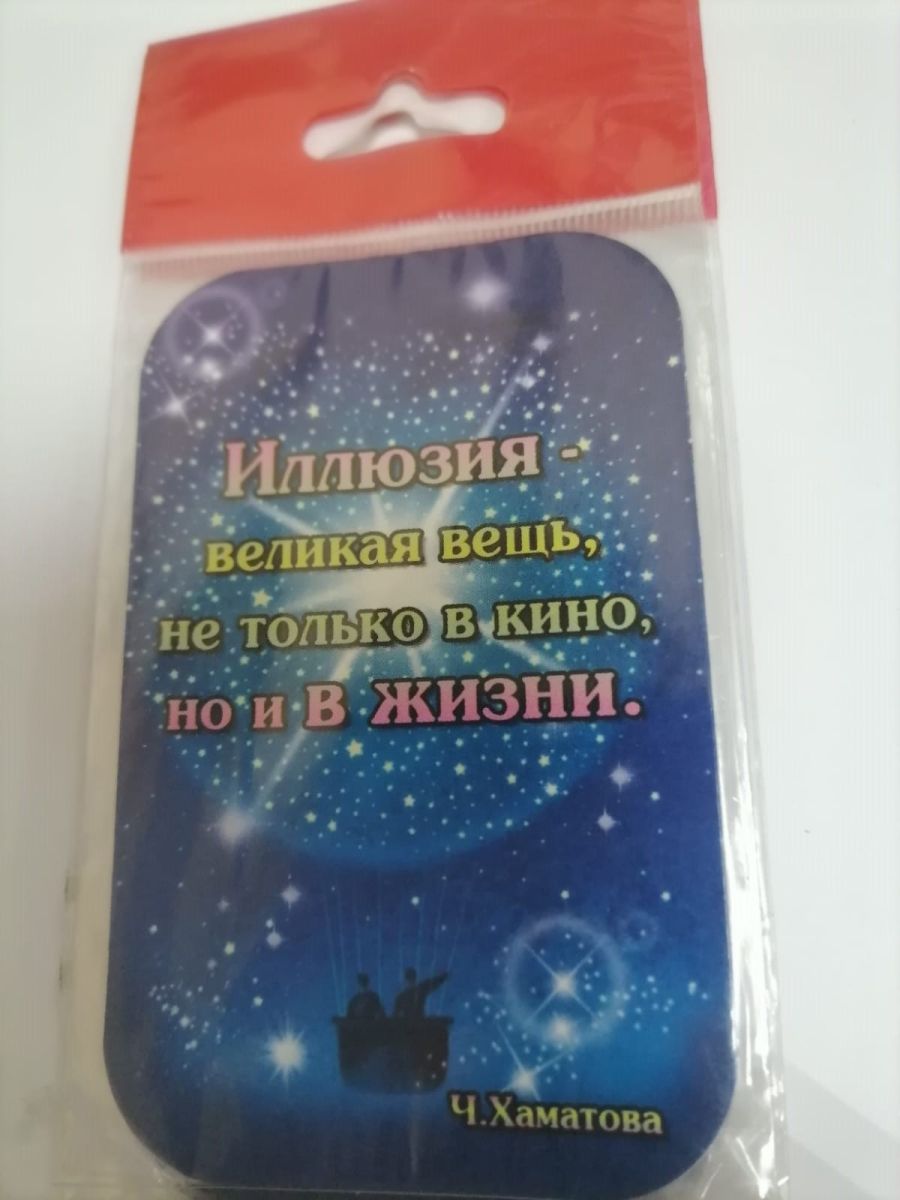 Иллюзия -
великая вещь,
не только в кино,
но и в жизни.
Ч.Хаматова